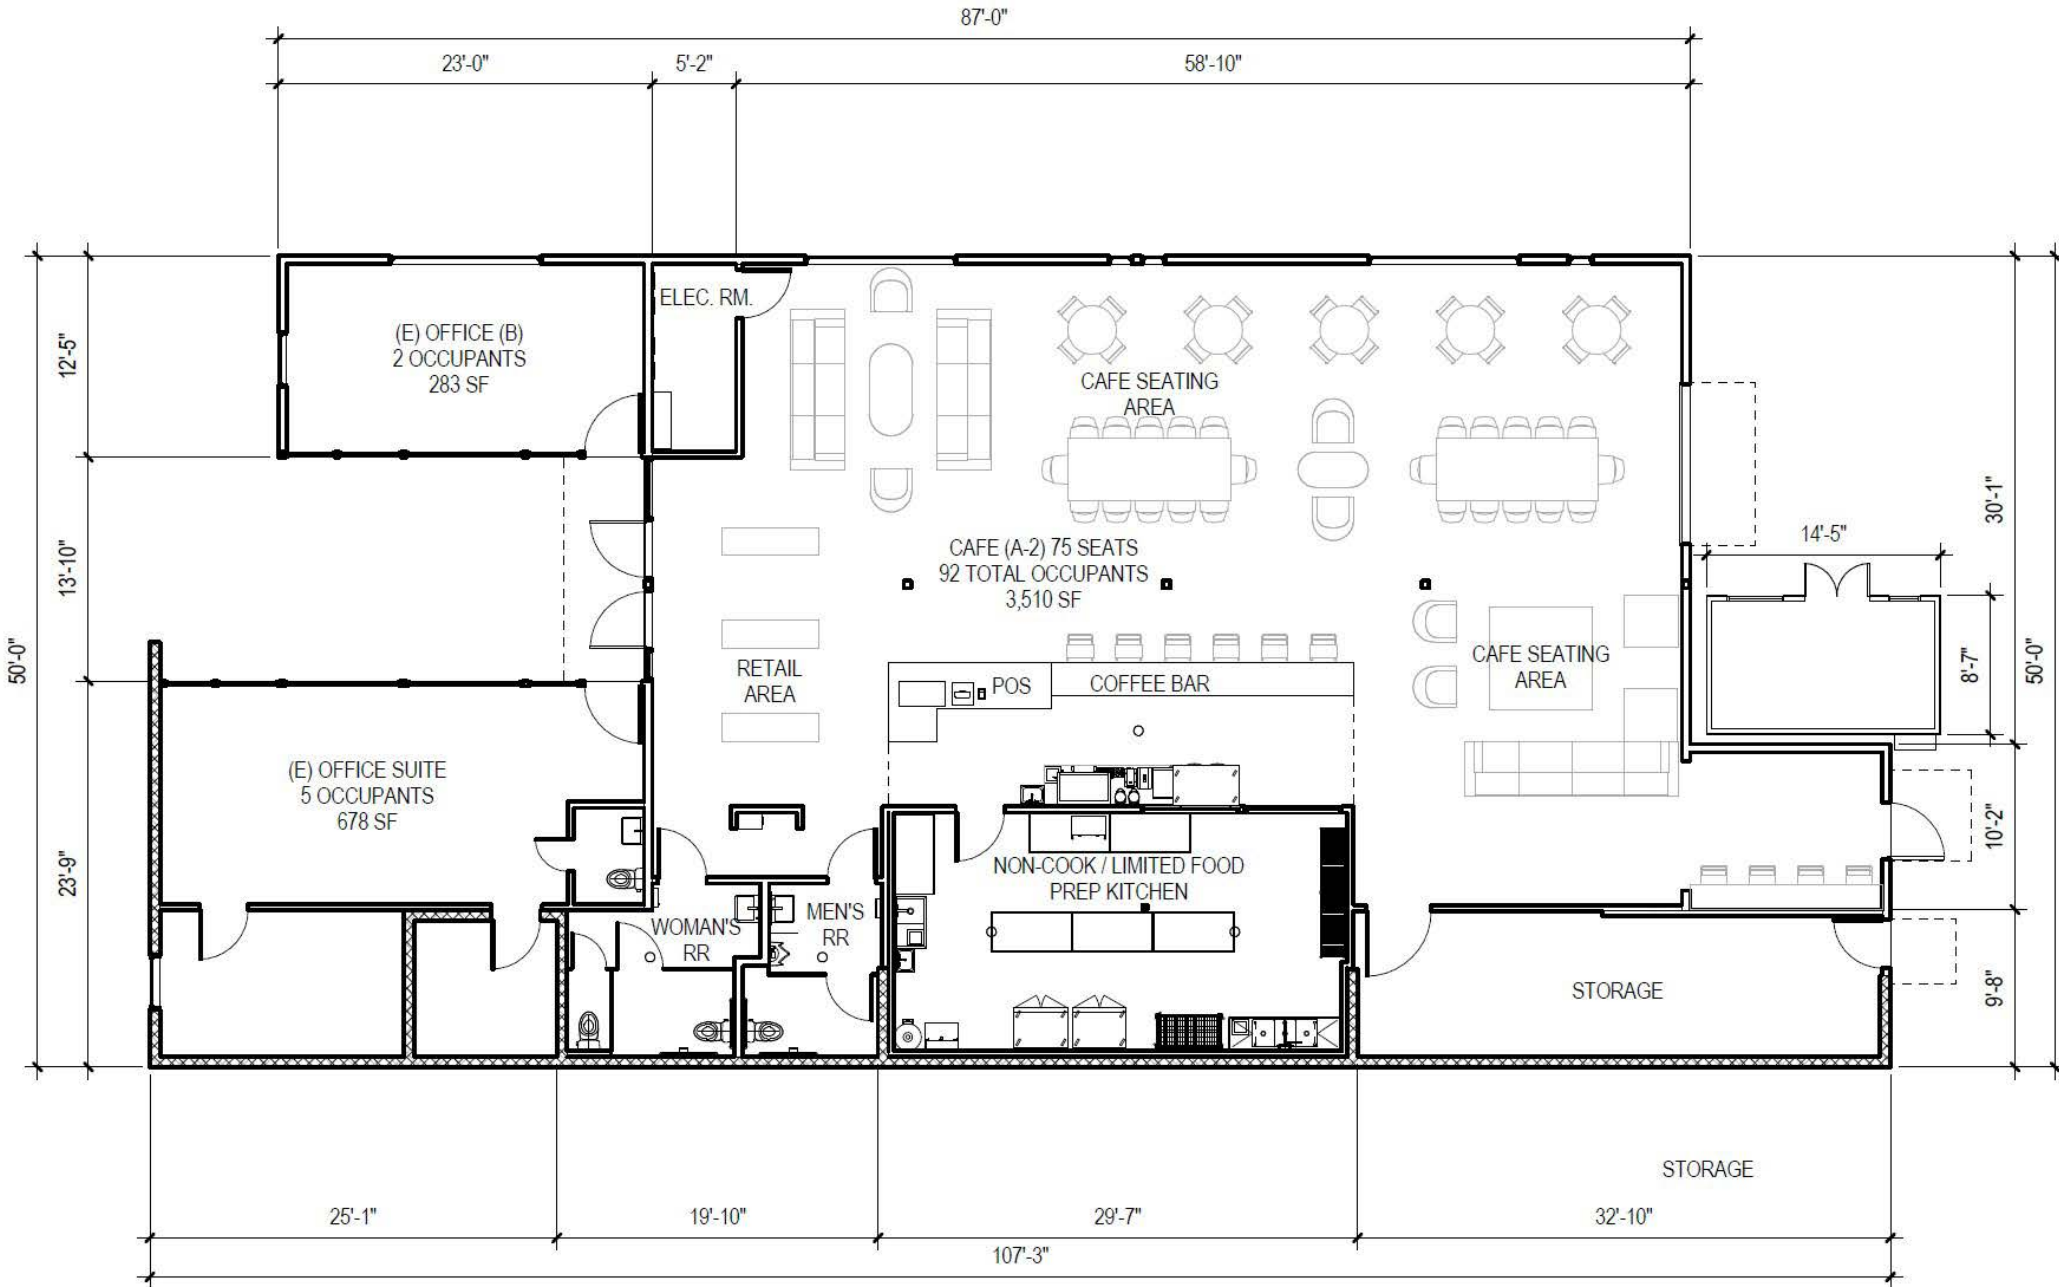 87'-0"
23'-0"
5'-2"
58'-10"
ELEC. RM.
(E) OFFICE (B)
2 OCCUPANTS
283 SF
12'-5"
CAFE SEATING
AREA
30'-1"
14'-5"
13'-10"
CAFE (A-2) 75 SEATS
92 TOTAL OCCUPANTS
3,510 SF
50'-0"
RETAIL
AREA
POS
COFFEE BAR
CAFE SEATING
AREA
8'-7"
50'-0"
(E) OFFICE SUITE
5 OCCUPANTS
678 SF
23'-9"
10'-2"
NON-COOK / LIMITED FOOD
PREP KITCHEN
WOMAN'S
RR
MEN'S
RR
STORAGE
9'-8"
STORAGE
25'-1"
19'-10"
29'-7"
32'-10"
107'-3"